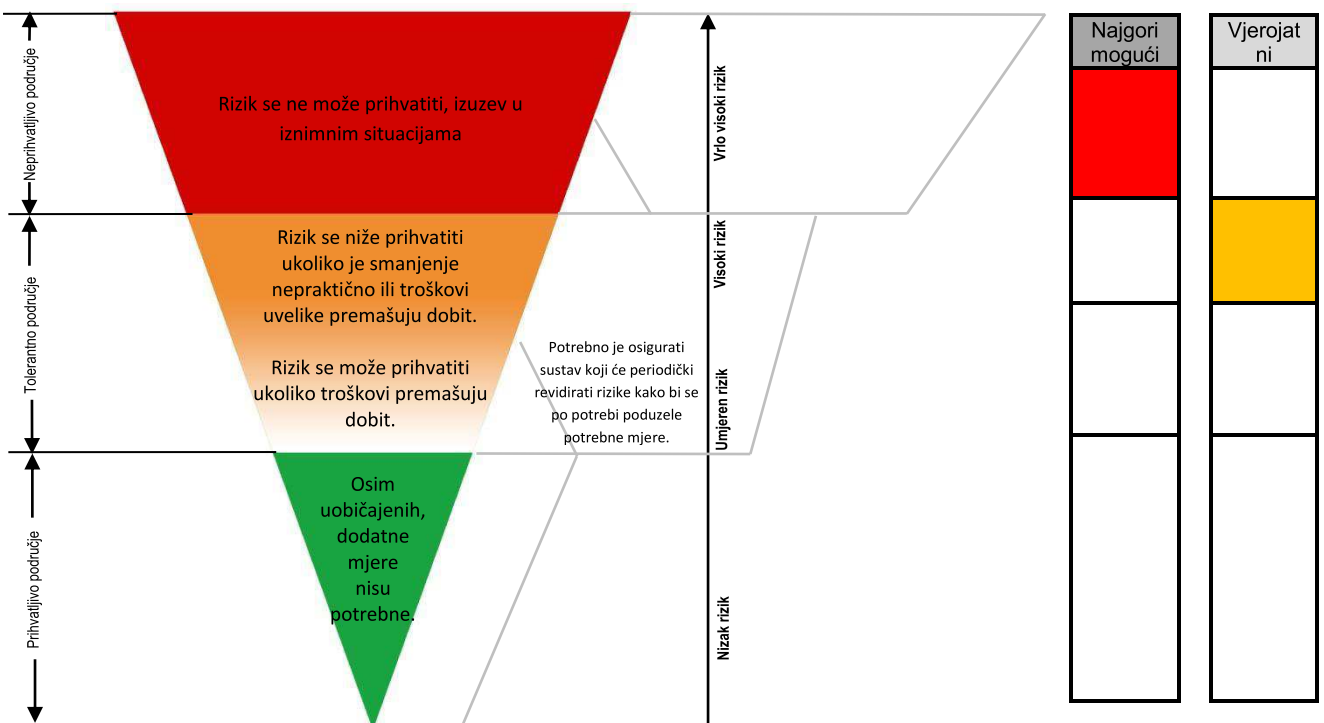 Neprihvatljivo područje
Tolerantno područje
Prihvatljivo područje
Rizik se ne može prihvatiti, izuzev u
iznimnim situacijama
Rizik se niže prihvatiti
ukoliko je smanjenje
nepraktično ili troškovi
uvelike premašuju dobit.
Rizik se može prihvatiti
ukoliko troškovi premašuju
dobit.
Osim
uobičajenih,
dodatne
mjere
nisu
potrebne.
Potrebno je osigurati
sustav koji će periodički
revidirati rizike kako bi se
po potrebi poduzele
potrebne mjere.
Vrlo visoki rizik
Visoki rizik
Umjeren rizik
Nizak rizik
Najgori
mogući
Vjerojat
ni